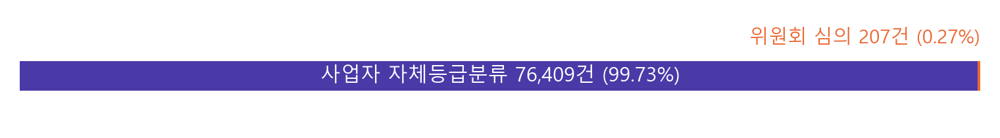 위원회 심의 207건 (0.27%)
사업자 자체등급분류 76,409건 (99.73%)